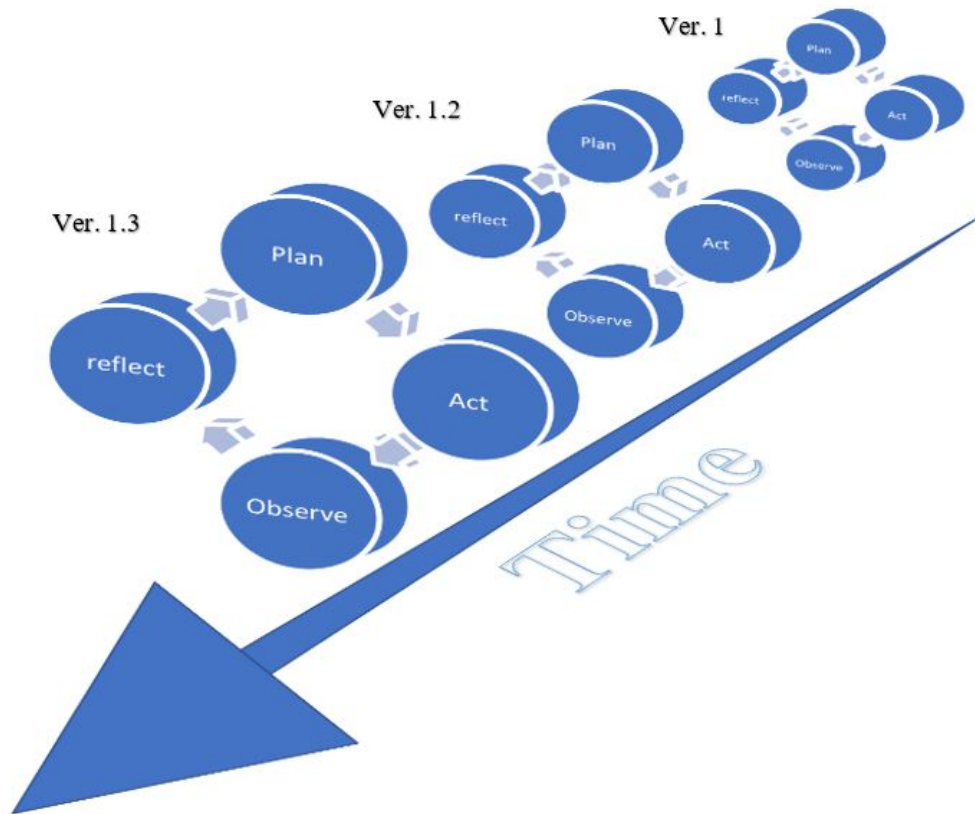 Ver. 1
Plan
reflect
Act
Observe
Ver. 1.2
Plan
reflect
Act
Observe
Ver. 1.3
Plan
reflect
Act
Observe
Time